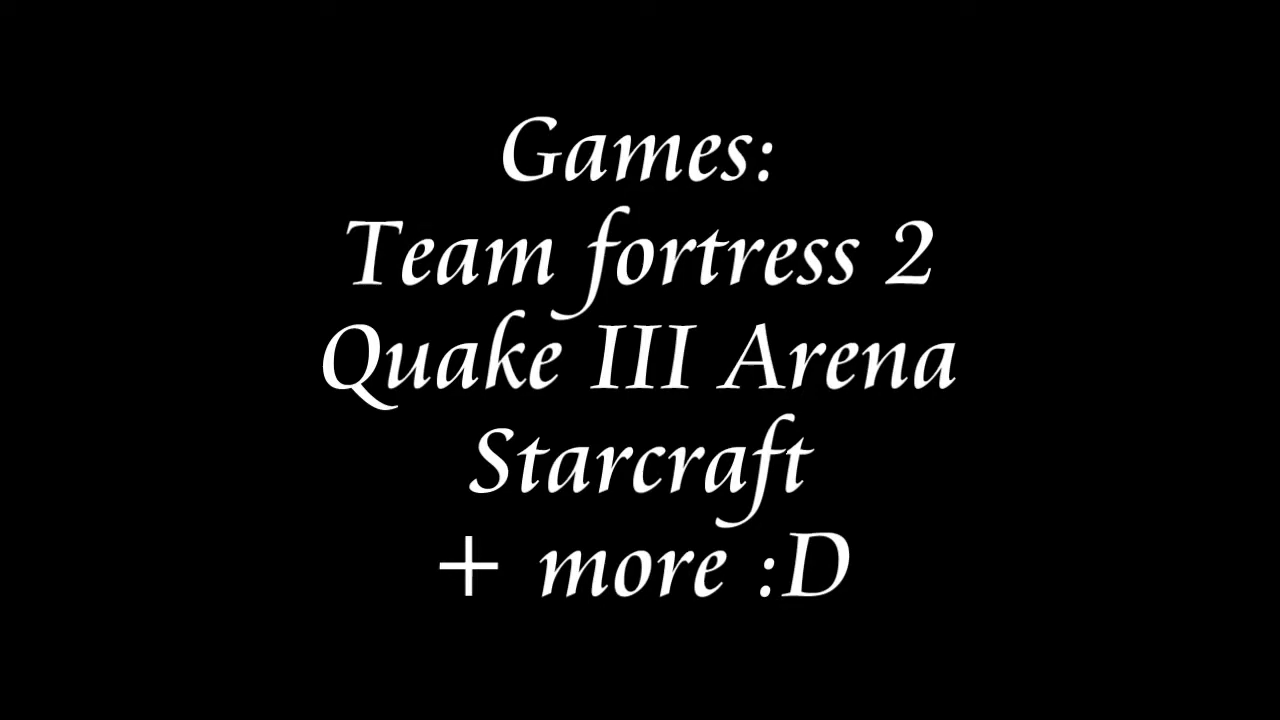 Games:
Team fortress 2
Quake III Arena
Starcraft
+ more :D